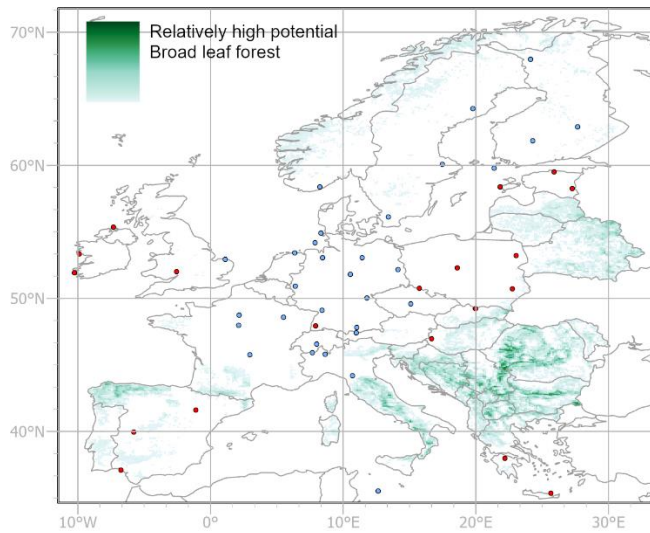 70°N
Relatively high potential
Broad leaf forest
60°N
50°N
40°N
10°W 0° 10°E 20°E 30°E